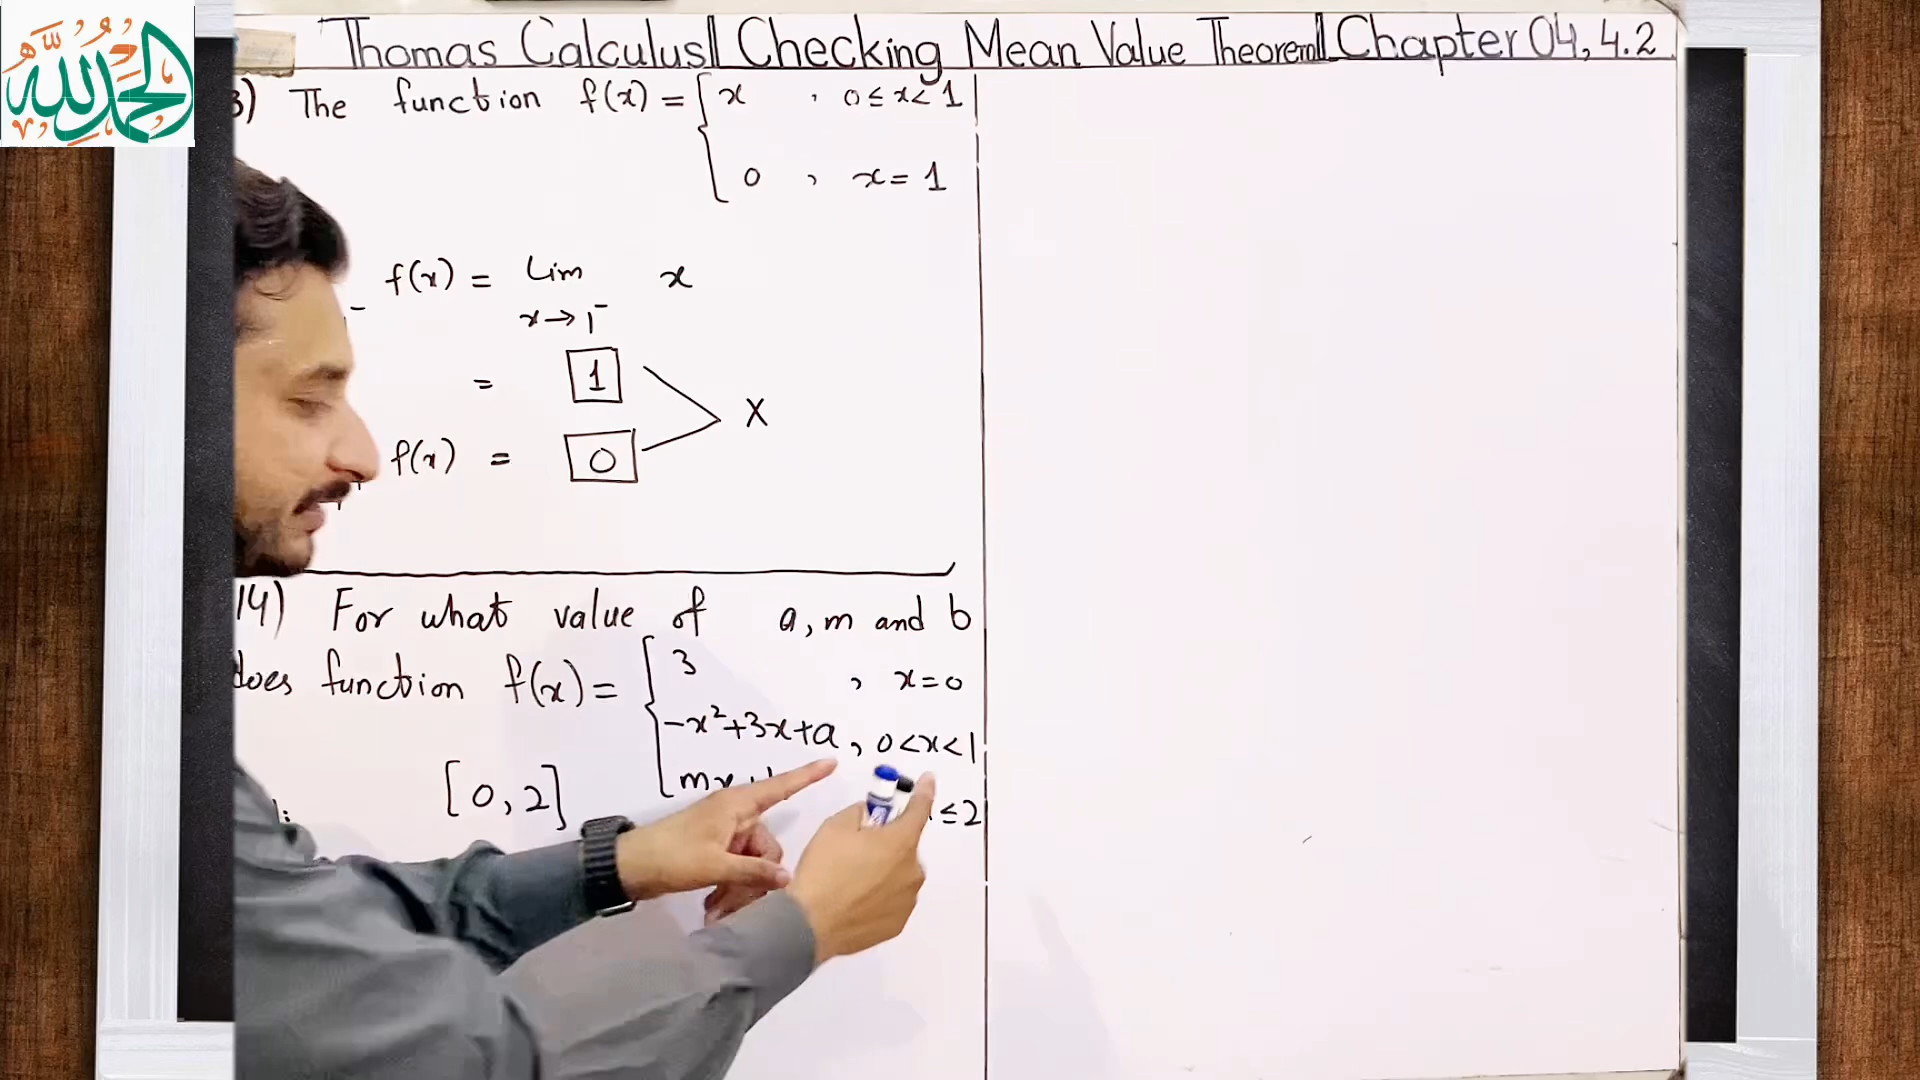 الحمد لله
Thomas Calculus|| Checking Mean Value Theorem|| Chapter 04, 4.2
3) The function f(x) = { x , 0 ≤ x < 1
0 , x = 1
f(x) = Lim x
x → 1⁻
= 1
X
f(x) = 0
14) For what value of a, m and b
does function f(x) = { 3 , x = 0
-x²+3x+a , 0 < x < 1
[0, 2]
≤ 2